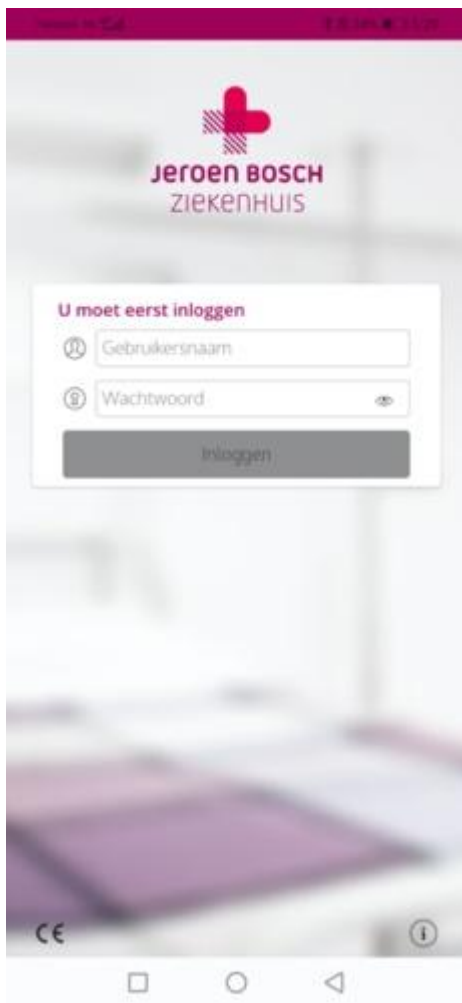 Jeroen Bosch
ZIEKENHUIS
U moet eerst inloggen
Gebruikersnaam
Wachtwoord
Inloggen
CE
i